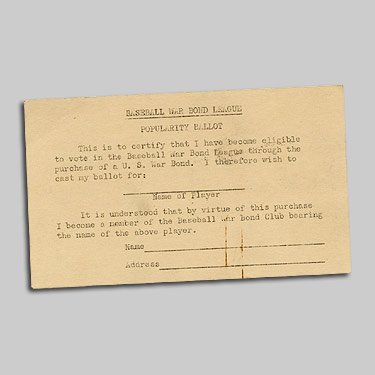 BASEBALL WAR BOND LEAGUE
POPULARITY BALLOT
This is to certify that I have become eligible
to vote in the Baseball War Bond League through the
purchase of a U. S. War Bond. I therefore wish to
cast my ballot for:
Name of Player
It is understood that by virtue of this purchase
I become a member of the Baseball War Bond Club bearing
the name of the above player.
Name
Address